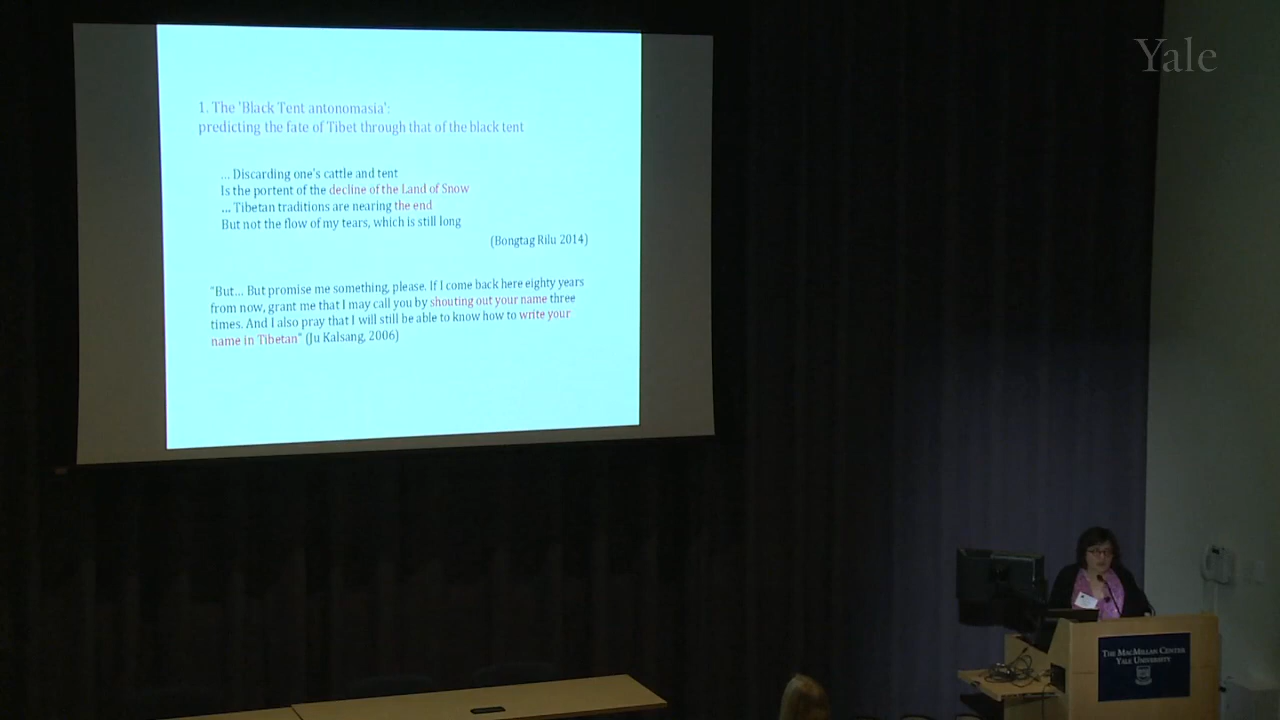 Yale
1. The 'Black Tent antonomasia':
predicting the fate of Tibet through that of the black tent
... Discarding one's cattle and tent
Is the portent of the decline of the Land of Snow
... Tibetan traditions are nearing the end
But not the flow of my tears, which is still long
(Bongtag Rilu 2014)
"But... But promise me something, please. If I come back here eighty years
from now, grant me that I may call you by shouting out your name three
times. And I also pray that I will still be able to know how to write your
name in Tibetan" (Ju Kalsang, 2006)
The MacMillan Center
Yale University